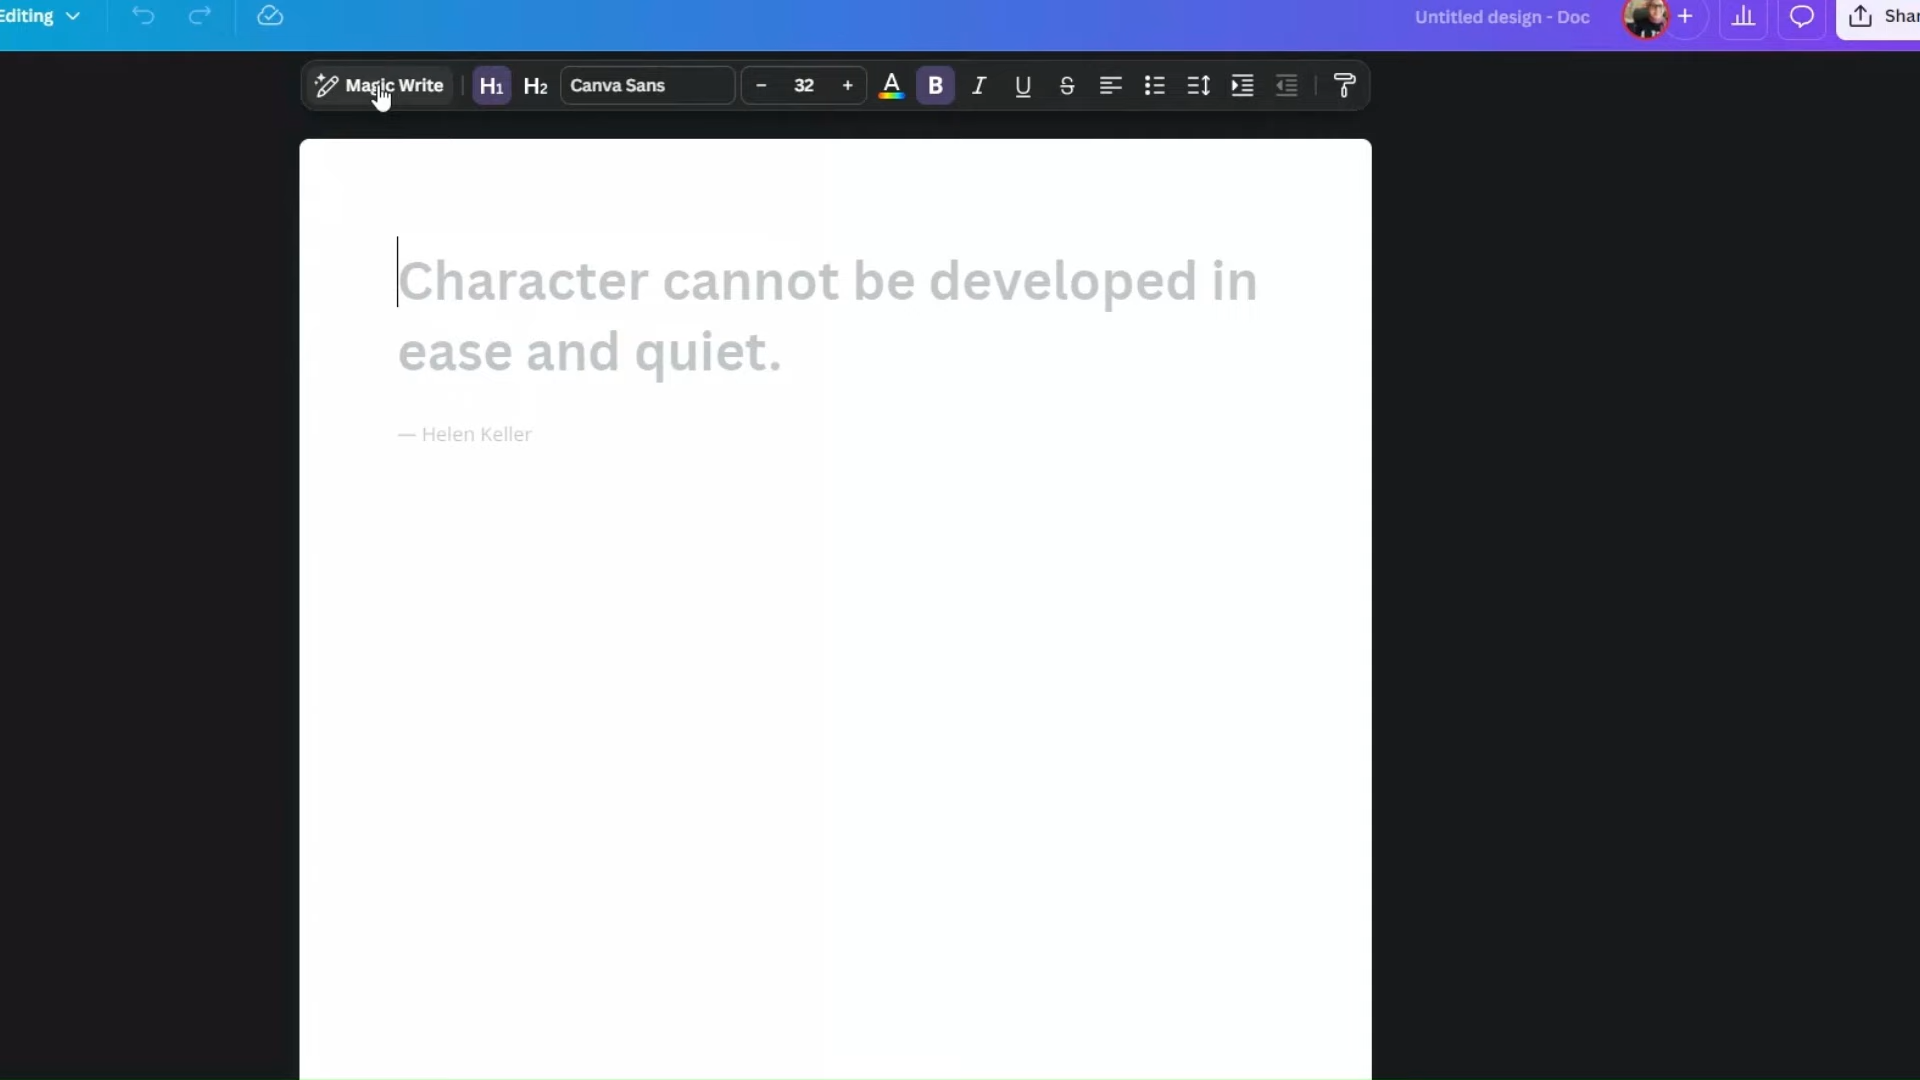 Editing
Untitled design - Doc
+
Shar
Magic Write H1 H2 Canva Sans − 32 + A B I U S
Character cannot be developed in
ease and quiet.
— Helen Keller